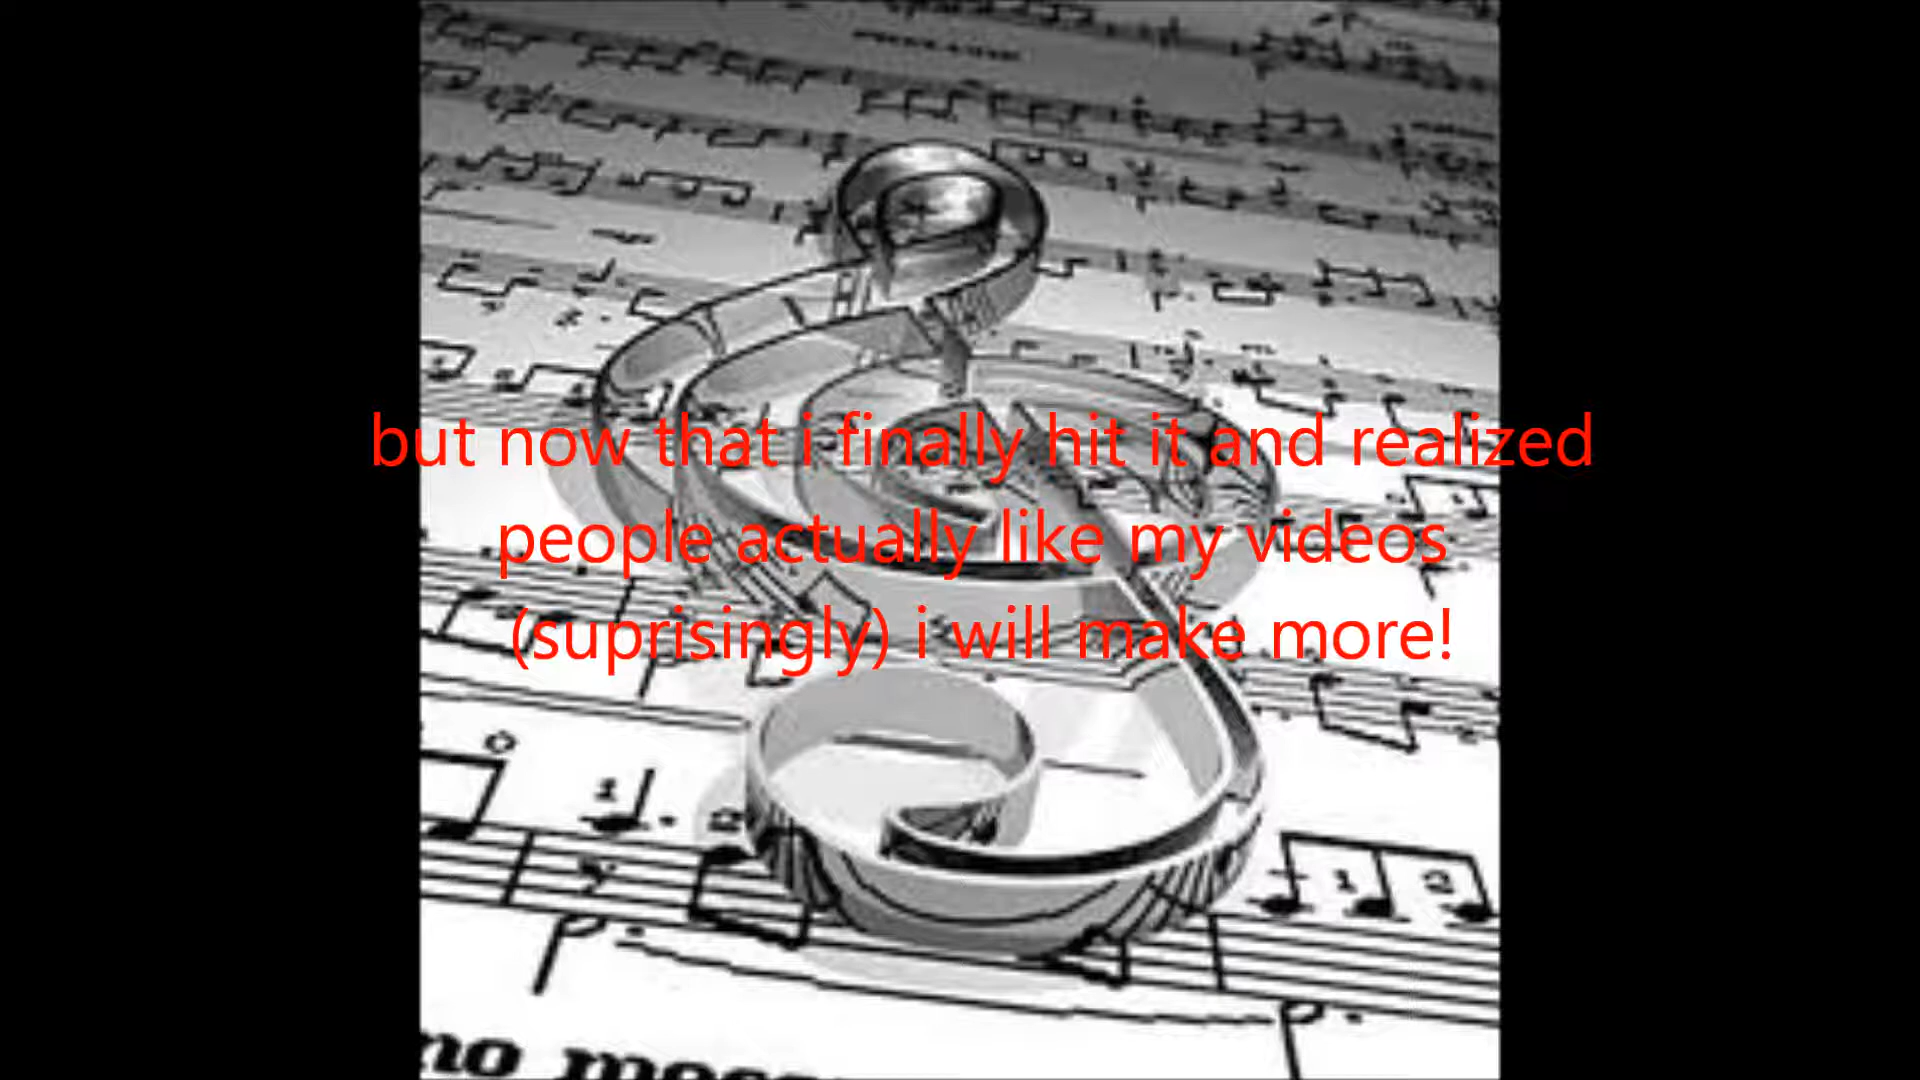 but now that i finally hit it and realized
people actually like my videos
(suprisingly) i will make more!